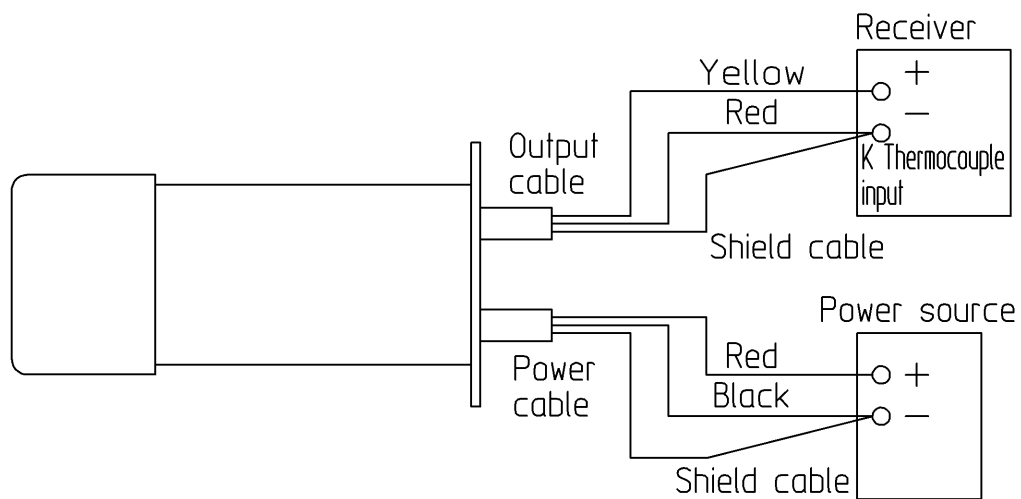 Receiver
Yellow
+
Red
−
Output
cable
K Thermocouple
input
Shield cable
Power source
Red
+
Power
cable
Black
−
Shield cable